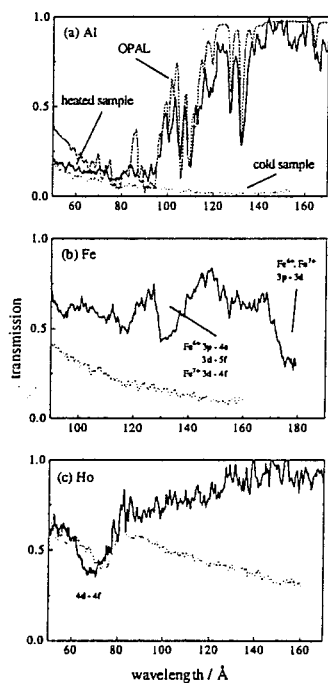 (a) Al
OPAL
heated sample
cold sample
1.0
0.5
0.0
60 80 100 120 140 160
(b) Fe
Fe6+, Fe7+
3p - 3d
Fe6+ 3p - 4s
3d - 5f
Fe7+ 3d - 4f
1.0
0.5
0.0
100 120 140 160 180
transmission
(c) Ho
4d - 4f
1.0
0.5
0.0
60 80 100 120 140 160
wavelength / Å